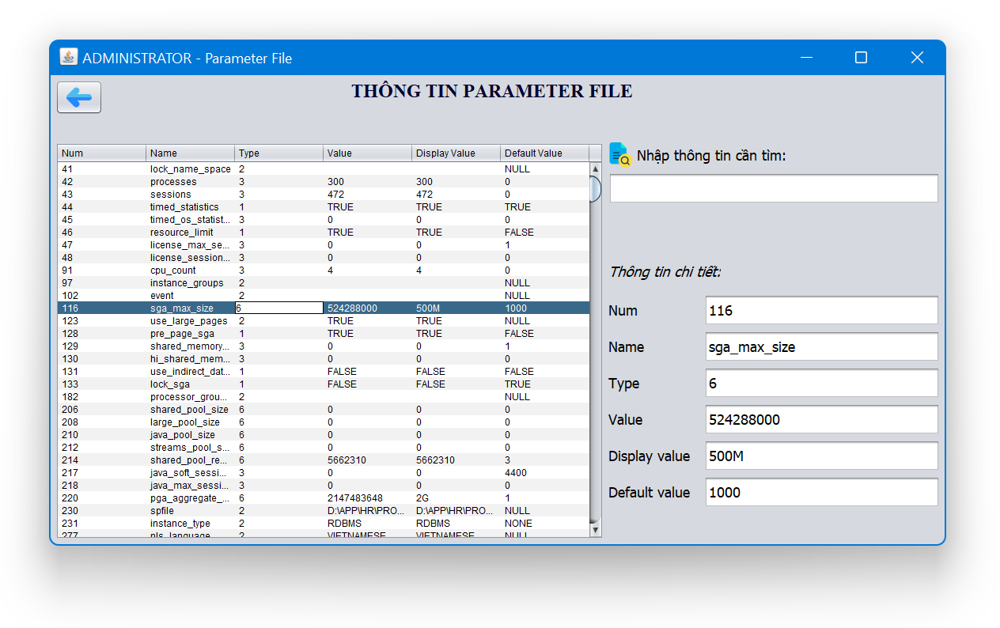 ADMINISTRATOR - Parameter File
THÔNG TIN PARAMETER FILE
Num Name Type Value Display Value Default Value
41 lock_name_space 2 NULL
42 processes 3 300 300 0
43 sessions 3 472 472 0
44 timed_statistics 1 TRUE TRUE TRUE
45 timed_os_statist... 3 0 0 0
46 resource_limit 1 TRUE TRUE FALSE
47 license_max_se... 3 0 0 1
48 license_session... 3 0 0 0
91 cpu_count 3 4 4 0
97 instance_groups 2 NULL
102 event 2 NULL
116 sga_max_size 6 524288000 500M 1000
123 use_large_pages 2 TRUE TRUE NULL
128 pre_page_sga 1 TRUE TRUE FALSE
129 shared_memory... 3 0 0 1
130 hi_shared_mem... 3 0 0 0
131 use_indirect_dat... 1 FALSE FALSE FALSE
133 lock_sga 1 FALSE FALSE TRUE
182 processor_grou... 2 NULL
206 shared_pool_size 6 0 0 0
208 large_pool_size 6 0 0 0
210 java_pool_size 6 0 0 0
212 streams_pool_s... 6 0 0 0
214 shared_pool_re... 6 5662310 5662310 3
217 java_soft_sessi... 3 0 0 4400
218 java_max_sessi... 3 0 0 0
220 pga_aggregate_... 6 2147483648 2G 1
230 spfile 2 D:\APP\HR\PRO... D:\APP\HR\PRO... NULL
231 instance_type 2 RDBMS RDBMS NONE
277 nls_language 2 VIETNAMESE VIETNAMESE NULL
Nhập thông tin cần tìm:
Thông tin chi tiết:
Num 116
Name sga_max_size
Type 6
Value 524288000
Display value 500M
Default value 1000